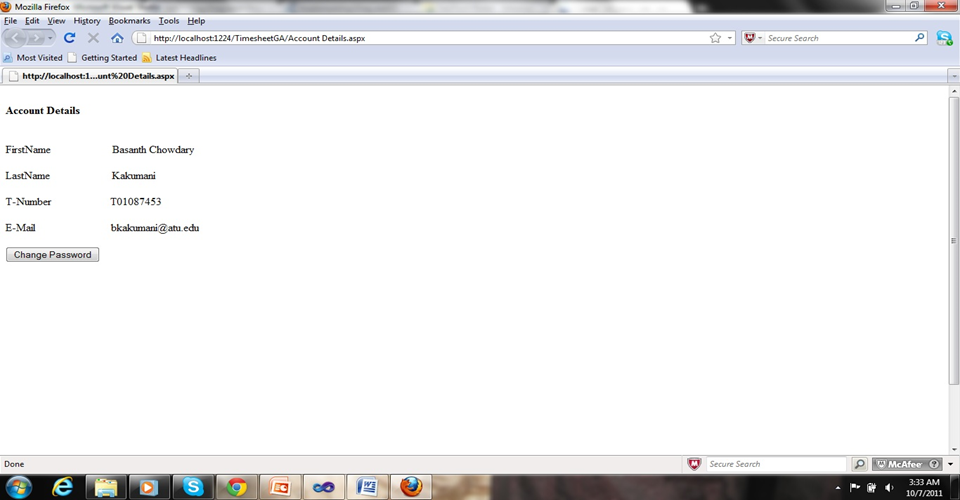 Mozilla Firefox
File Edit View History Bookmarks Tools Help
http://localhost:1224/TimesheetGA/Account Details.aspx Secure Search
Most Visited Getting Started Latest Headlines
http://localhost:1...unt%20Details.aspx
Account Details
FirstName Basanth Chowdary
LastName Kakumani
T-Number T01087453
E-Mail bkakumani@atu.edu
Change Password
Done Secure Search McAfee
3:33 AM
10/7/2011